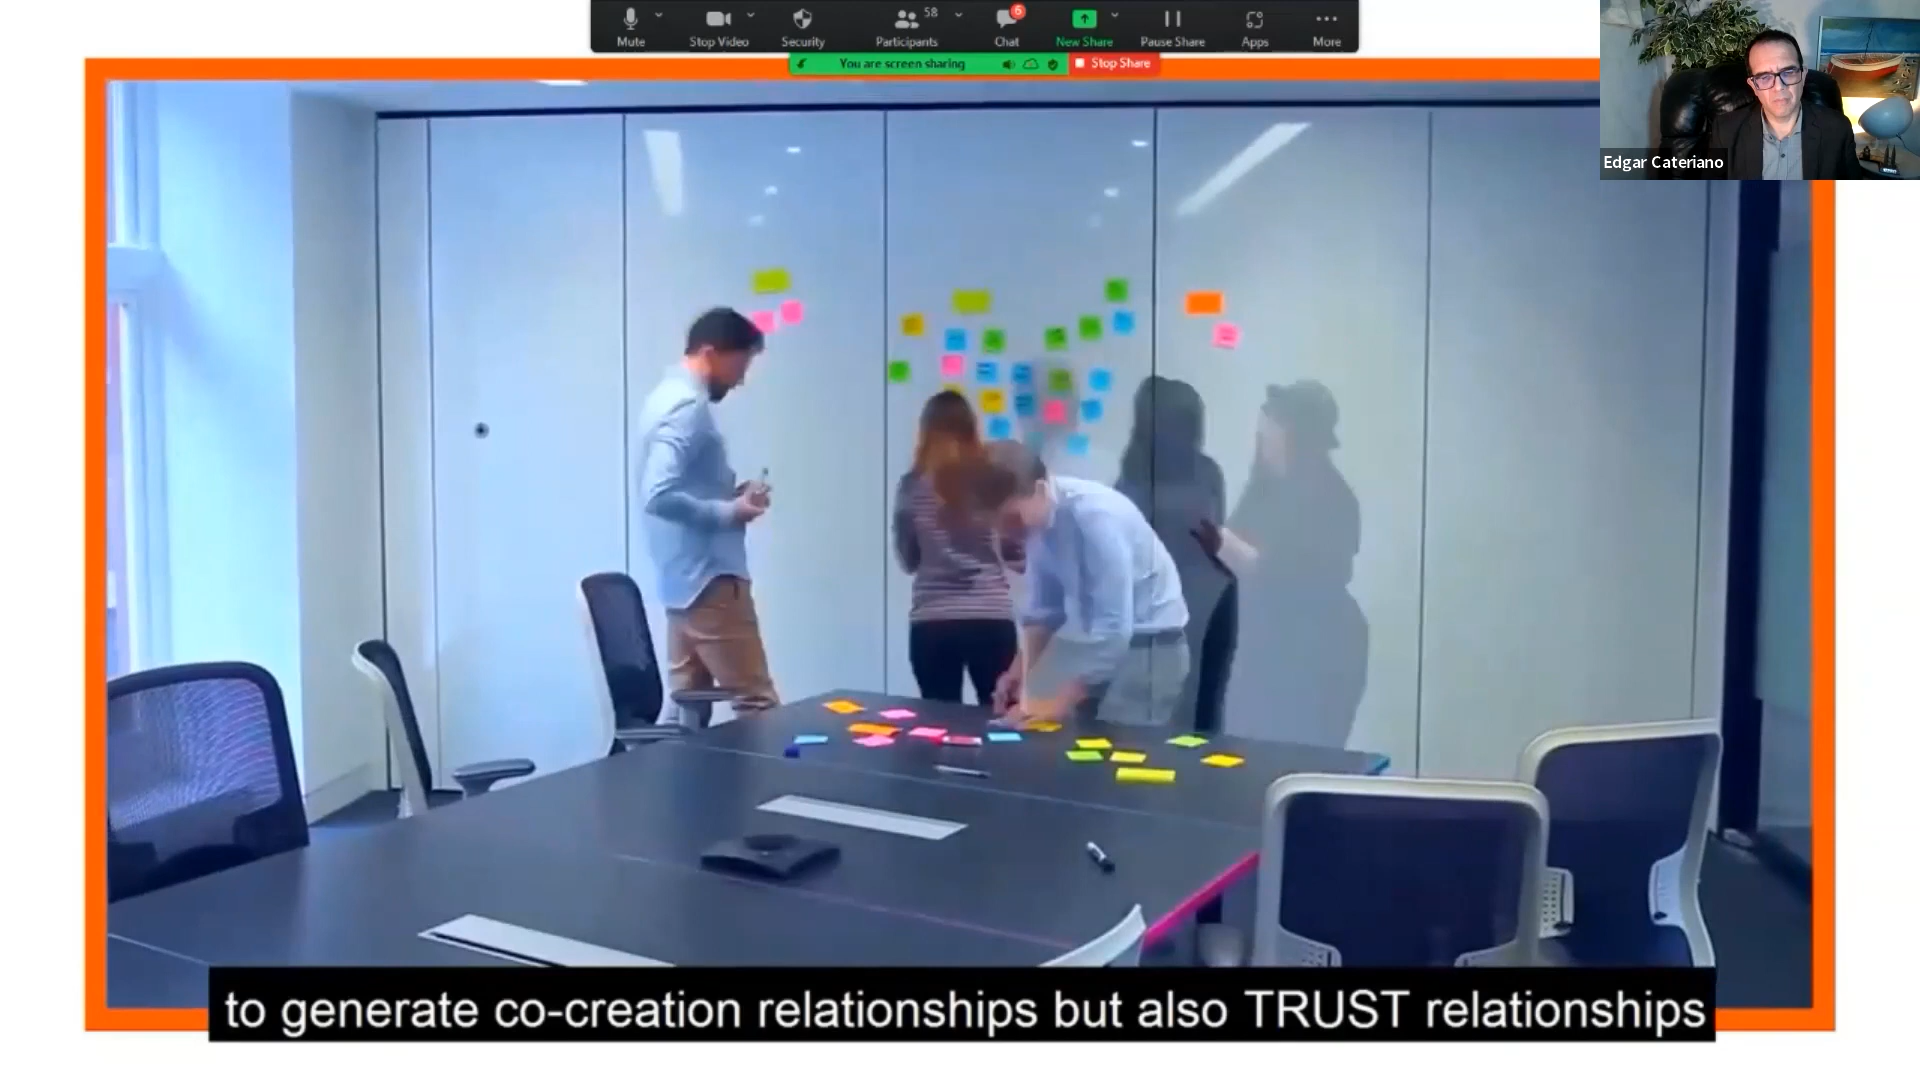 58
6
Mute
Stop Video
Security
Participants
Chat
New Share
Pause Share
Apps
More
You are screen sharing
Stop Share
Edgar Cateriano
to generate co-creation relationships but also TRUST relationships